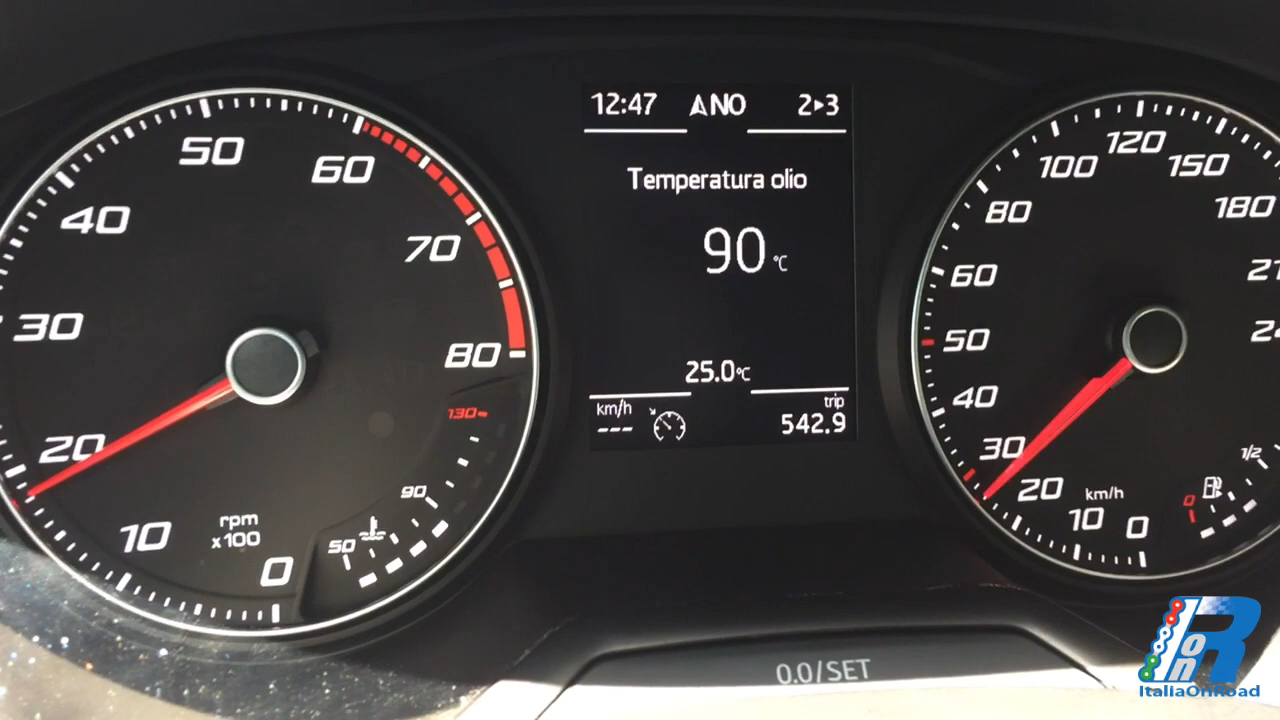 50
60
40
70
30
80
130
20
90
10
rpm
x100
50
0
12:47 ANO 2▸3
Temperatura olio
90 °C
25.0°C
km/h
---
trip
542.9
120
100
150
80
180
60
50
40
30
20
km/h
10
0
1/2
0
0.0/SET
R
on
ItaliaOnRoad